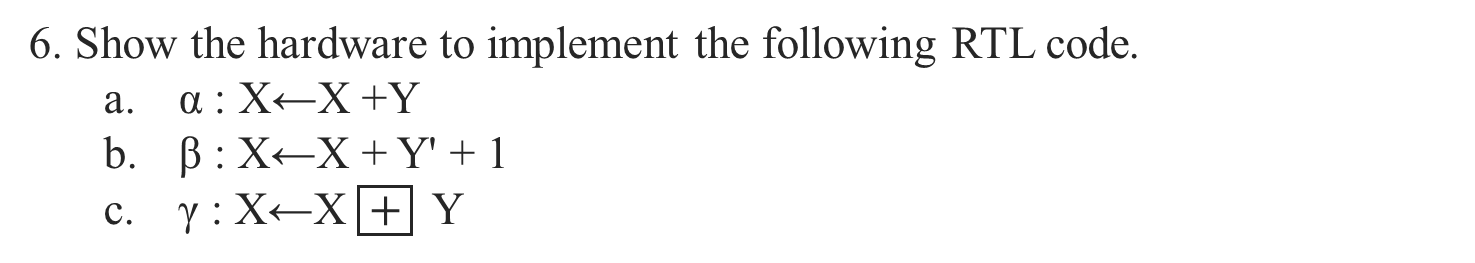 6. Show the hardware to implement the following RTL code.
a. α : X←X +Y
b. β : X←X + Y' + 1
c. γ : X←X ⊞ Y